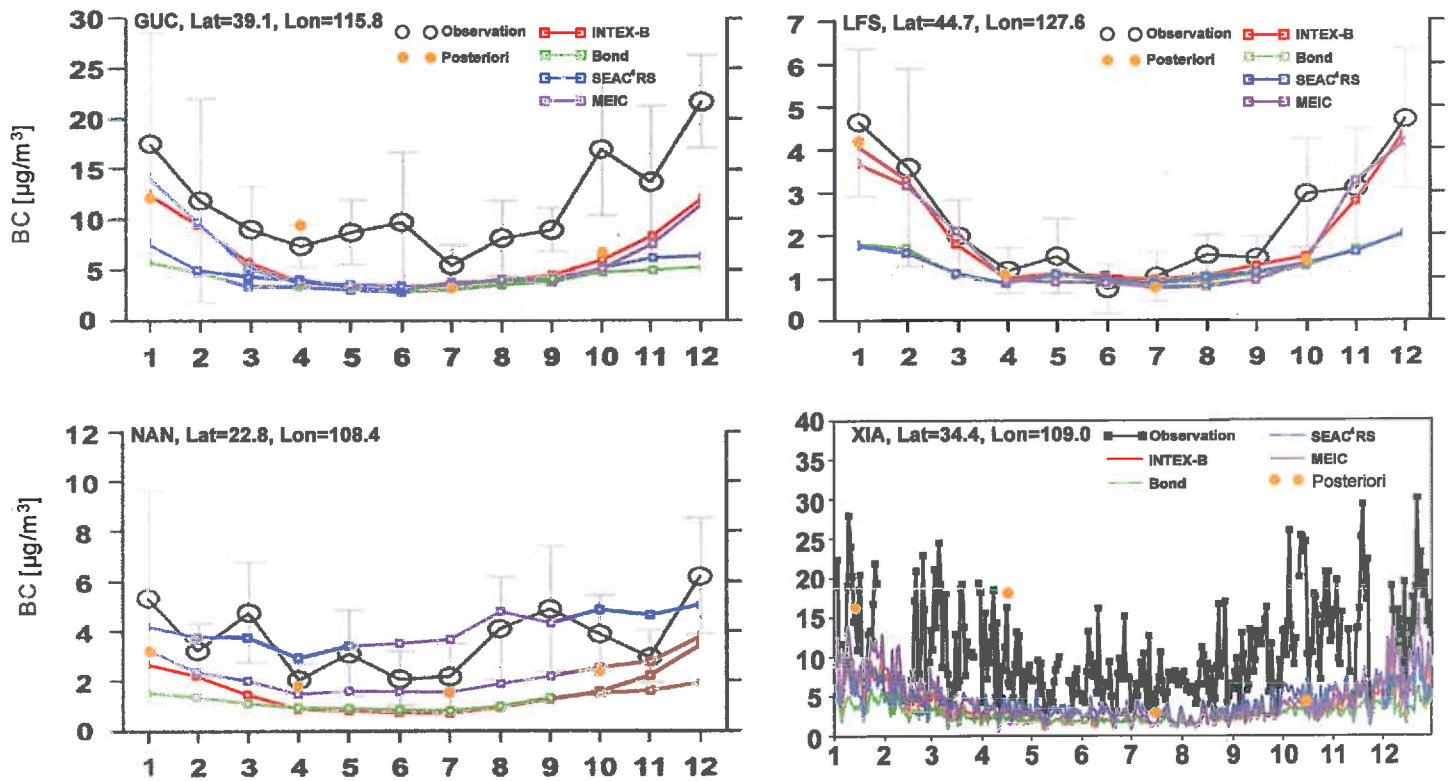 GUC, Lat=39.1, Lon=115.8
Observation
Posteriori
INTEX-B
Bond
SEAC⁴RS
MEIC
BC [µg/m³]
30
25
20
15
10
5
0
1 2 3 4 5 6 7 8 9 10 11 12
LFS, Lat=44.7, Lon=127.6
Observation
Posteriori
INTEX-B
Bond
SEAC⁴RS
MEIC
7
6
5
4
3
2
1
0
1 2 3 4 5 6 7 8 9 10 11 12
NAN, Lat=22.8, Lon=108.4
BC [µg/m³]
12
10
8
6
4
2
0
1 2 3 4 5 6 7 8 9 10 11 12
XIA, Lat=34.4, Lon=109.0
Observation
INTEX-B
Bond
SEAC⁴RS
MEIC
Posteriori
40
35
30
25
20
15
10
5
0
1 2 3 4 5 6 7 8 9 10 11 12